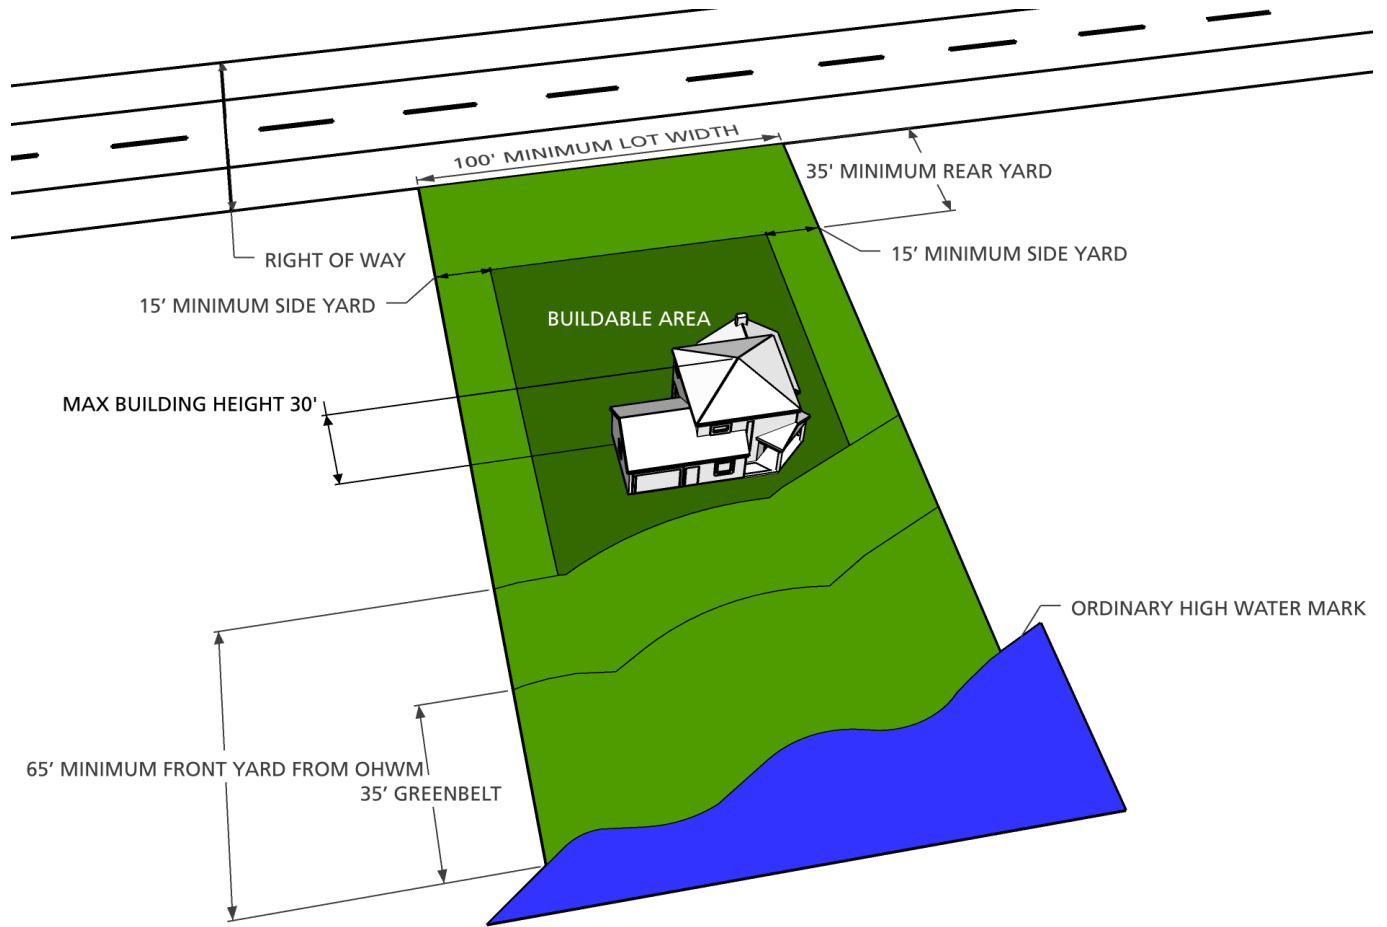 100' MINIMUM LOT WIDTH
35' MINIMUM REAR YARD
RIGHT OF WAY
15’ MINIMUM SIDE YARD
15’ MINIMUM SIDE YARD
BUILDABLE AREA
MAX BUILDING HEIGHT 30'
ORDINARY HIGH WATER MARK
65’ MINIMUM FRONT YARD FROM OHWM
35’ GREENBELT